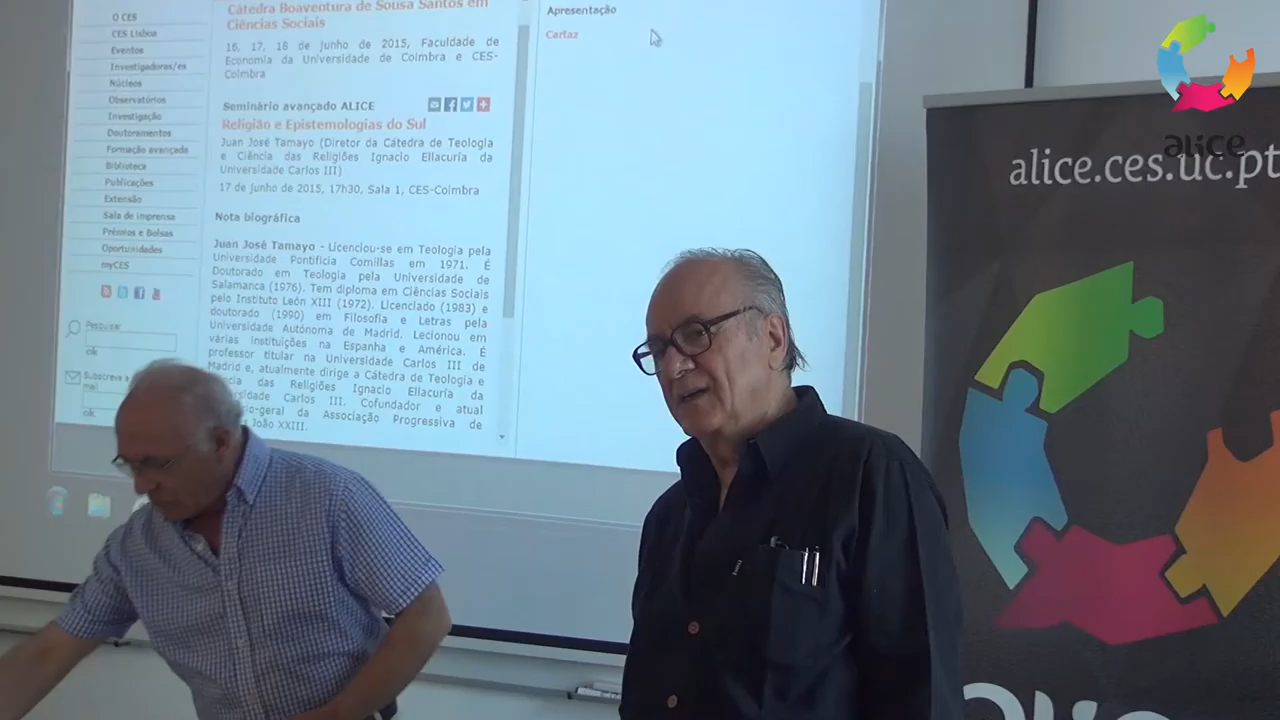 O CES
CES Lisboa
Eventos
Investigadoras/es
Núcleos
Observatórios
Investigação
Doutoramentos
Formação avançada
Biblioteca
Publicações
Extensão
Sala de imprensa
Prémios e Bolsas
Oportunidades
myCES
Pesquisar
ok
Subscreva a
mai
ok
Cátedra Boaventura de Sousa Santos em
Ciências Sociais
16, 17, 18 de junho de 2015, Faculdade de
Economia da Universidade de Coimbra e CES-
Coimbra
Seminário avançado ALICE
Religião e Epistemologias do Sul
Juan José Tamayo (Diretor da Cátedra de Teologia
e Ciência das Religiões Ignacio Ellacuría da
Universidade Carlos III)
17 de junho de 2015, 17h30, Sala 1, CES-Coimbra
Nota biográfica
Juan José Tamayo - Licenciou-se em Teologia pela
Universidade Pontificia Comillas em 1971. É
Doutorado em Teologia pela Universidade de
Salamanca (1976). Tem diploma em Ciências Sociais
pelo Instituto León XIII (1972). Licenciado (1983) e
doutorado (1990) em Filosofia e Letras pela
Universidade Autónoma de Madrid. Lecionou em
várias instituições na Espanha e América. É
professor titular na Universidade Carlos III de
Madrid e, atualmente dirige a Cátedra de Teologia e
ncia das Religiões Ignacio Ellacuría da
ersidade Carlos III. Cofundador e atual
o-geral da Associação Progressiva de
João XXIII.
Apresentação
Cartaz
alice
alice.ces.uc.pt